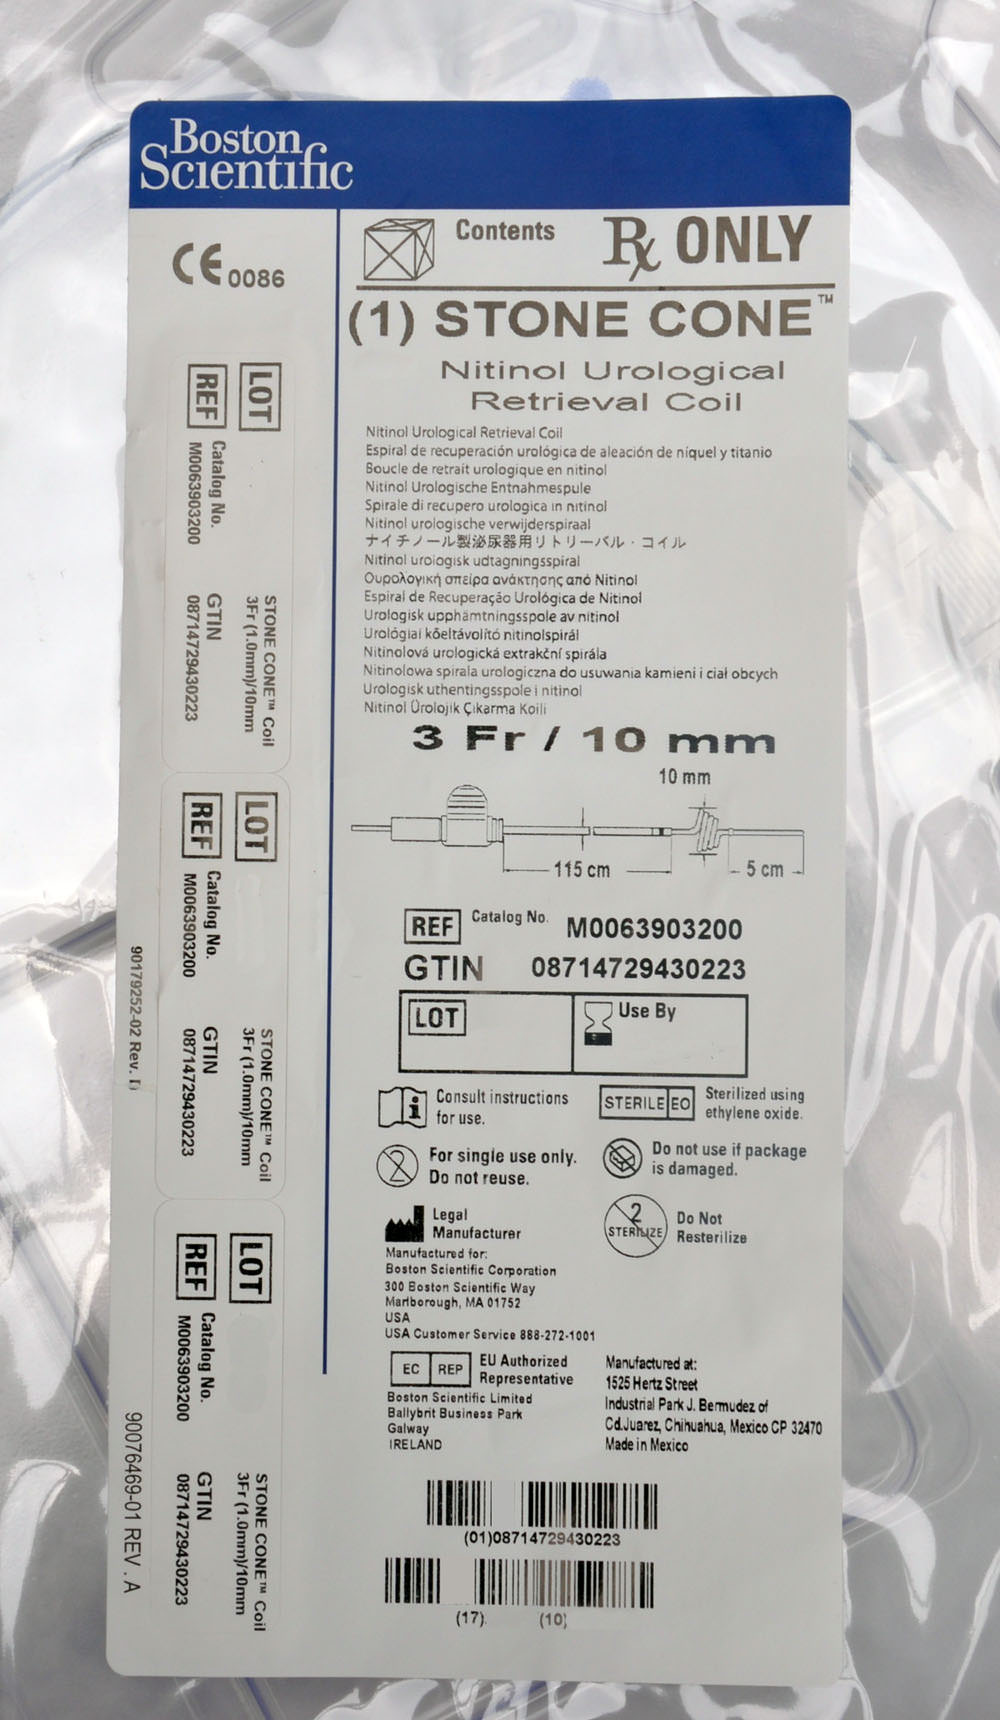 Boston
Scientific
CE 0086
Contents
Rx ONLY
(1) STONE CONE™
Nitinol Urological
Retrieval Coil
Nitinol Urological Retrieval Coil
Espiral de recuperación urológica de aleación de níquel y titanio
Boucle de retrait urologique en nitinol
Nitinol Urologische Entnahmespule
Spirale di recupero urologica in nitinol
Nitinol urologische verwijderspiraal
ナイチノール製泌尿器用リトリーバル・コイル
Nitinol urologisk udtagningsspiral
Ουρολογική σπείρα ανάκτησης από Nitinol
Espiral de Recuperação Urológica de Nitinol
Urologisk upphämtningsspole av nitinol
Urológiai kőeltávolító nitinolspirál
Nitinolová urologická extrakční spirála
Nitinolowa spirala urologiczna do usuwania kamieni i ciał obcych
Urologisk uthentingsspole i nitinol
Nitinol Ürolojik Çıkarma Koili
3 Fr / 10 mm
10 mm
115 cm
5 cm
REF Catalog No. M0063903200
GTIN 08714729430223
LOT
Use By
Consult instructions
for use.
STERILE EO
Sterilized using
ethylene oxide.
2
For single use only.
Do not reuse.
Do not use if package
is damaged.
Legal
Manufacturer
2
STERILIZE
Do Not
Resterilize
Manufactured for:
Boston Scientific Corporation
300 Boston Scientific Way
Marlborough, MA 01752
USA
USA Customer Service 888-272-1001
EC REP
EU Authorized
Representative
Boston Scientific Limited
Ballybrit Business Park
Galway
IRELAND
Manufactured at:
1525 Hertz Street
Industrial Park J. Bermudez of
Cd.Juarez, Chihuahua, Mexico CP 32470
Made in Mexico
(01)08714729430223
(17) (10)
LOT
REF Catalog No.
M0063903200
STONE CONE™ Coil
3Fr (1.0mm)/10mm
GTIN
08714729430223
LOT
REF Catalog No.
M0063903200
STONE CONE™ Coil
3Fr (1.0mm)/10mm
GTIN
08714729430223
LOT
REF Catalog No.
M0063903200
STONE CONE™ Coil
3Fr (1.0mm)/10mm
GTIN
08714729430223
90179252-02 Rev. D
90076469-01 REV. A